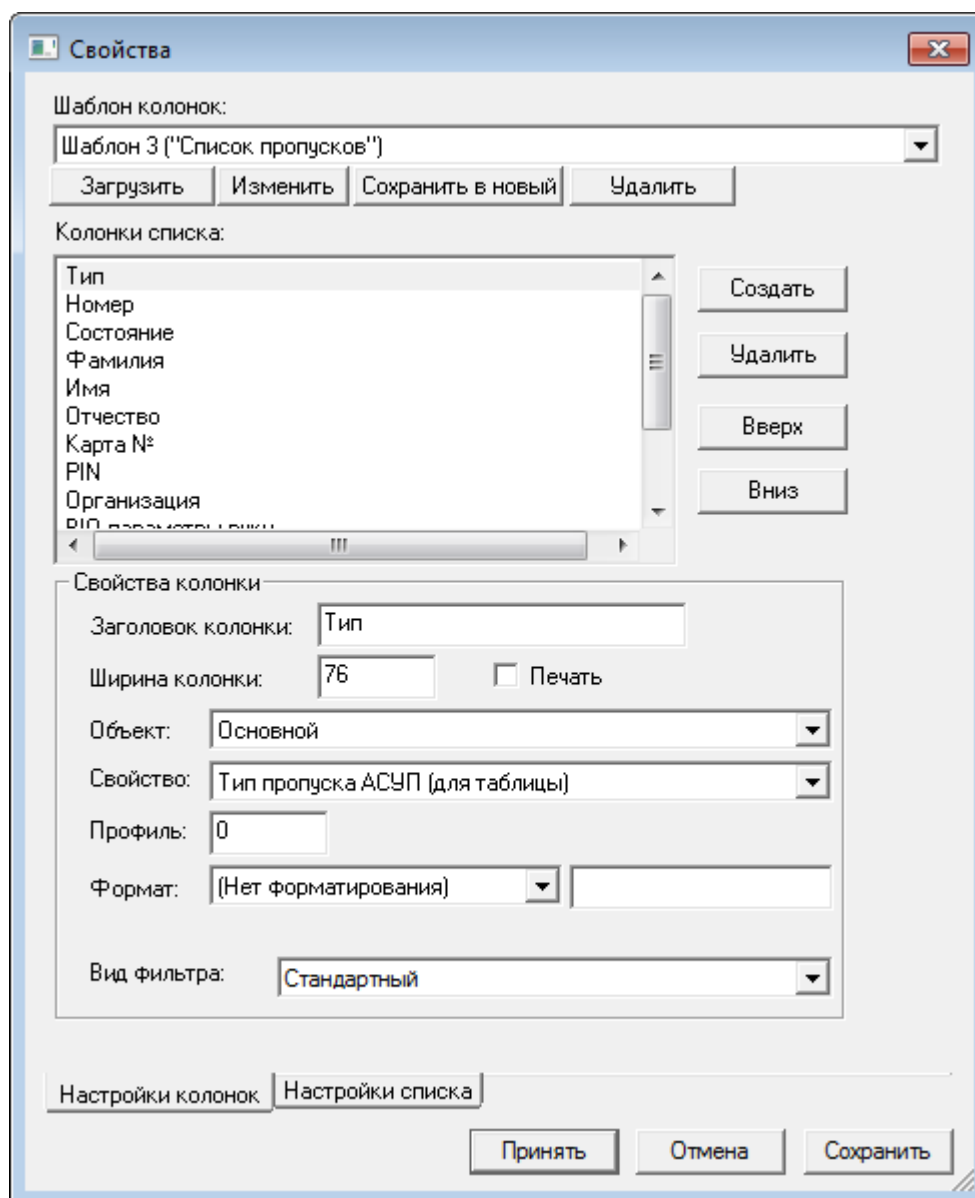 Свойства
Шаблон колонок:
Шаблон 3 ("Список пропусков")
Загрузить Изменить Сохранить в новый Удалить
Колонки списка:
Тип
Номер
Состояние
Фамилия
Имя
Отчество
Карта №
PIN
Организация
Создать
Удалить
Вверх
Вниз
Свойства колонки
Заголовок колонки: Тип
Ширина колонки: 76 Печать
Объект: Основной
Свойство: Тип пропуска АСУП (для таблицы)
Профиль: 0
Формат: (Нет форматирования)
Вид фильтра: Стандартный
Настройки колонок Настройки списка
Принять Отмена Сохранить